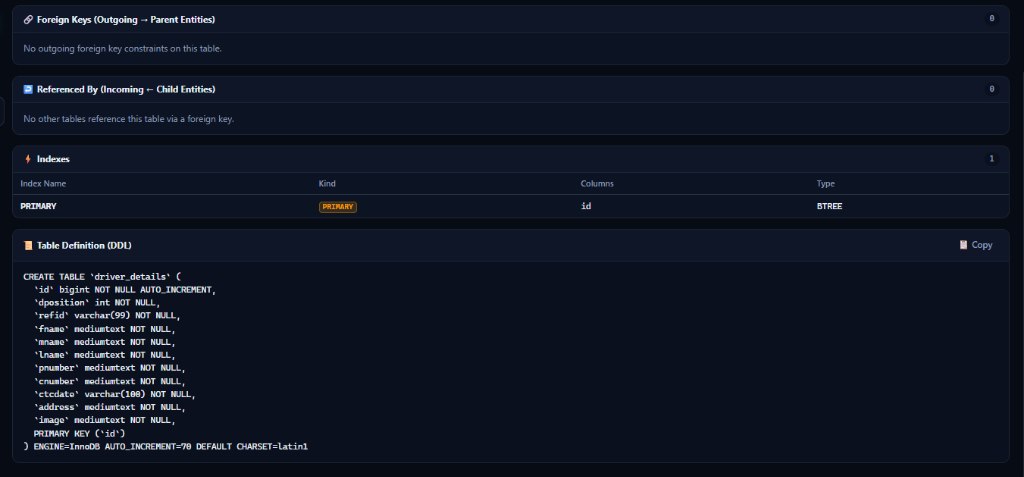 Foreign Keys (Outgoing → Parent Entities) 0
No outgoing foreign key constraints on this table.
Referenced By (Incoming ← Child Entities) 0
No other tables reference this table via a foreign key.
Indexes 1
Index Name Kind Columns Type
PRIMARY PRIMARY id BTREE
Table Definition (DDL) Copy
CREATE TABLE `driver_details` (
  `id` bigint NOT NULL AUTO_INCREMENT,
  `dposition` int NOT NULL,
  `refid` varchar(99) NOT NULL,
  `fname` mediumtext NOT NULL,
  `mname` mediumtext NOT NULL,
  `lname` mediumtext NOT NULL,
  `pnumber` mediumtext NOT NULL,
  `cnumber` mediumtext NOT NULL,
  `ctcdate` varchar(100) NOT NULL,
  `address` mediumtext NOT NULL,
  `image` mediumtext NOT NULL,
  PRIMARY KEY (`id`)
) ENGINE=InnoDB AUTO_INCREMENT=70 DEFAULT CHARSET=latin1